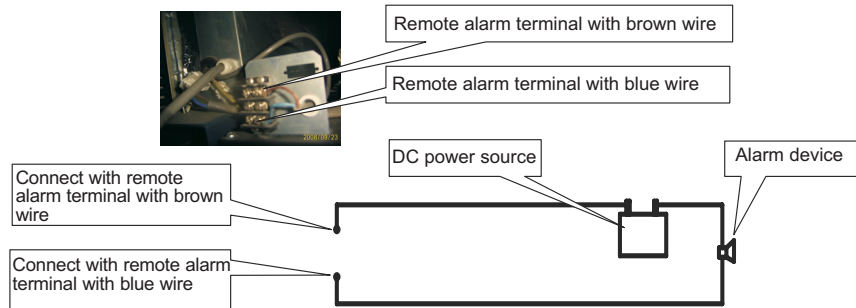 Remote alarm terminal with brown wire
Remote alarm terminal with blue wire
2008/09/23
DC power source
Alarm device
Connect with remote
alarm terminal with brown
wire
Connect with remote alarm
terminal with blue wire